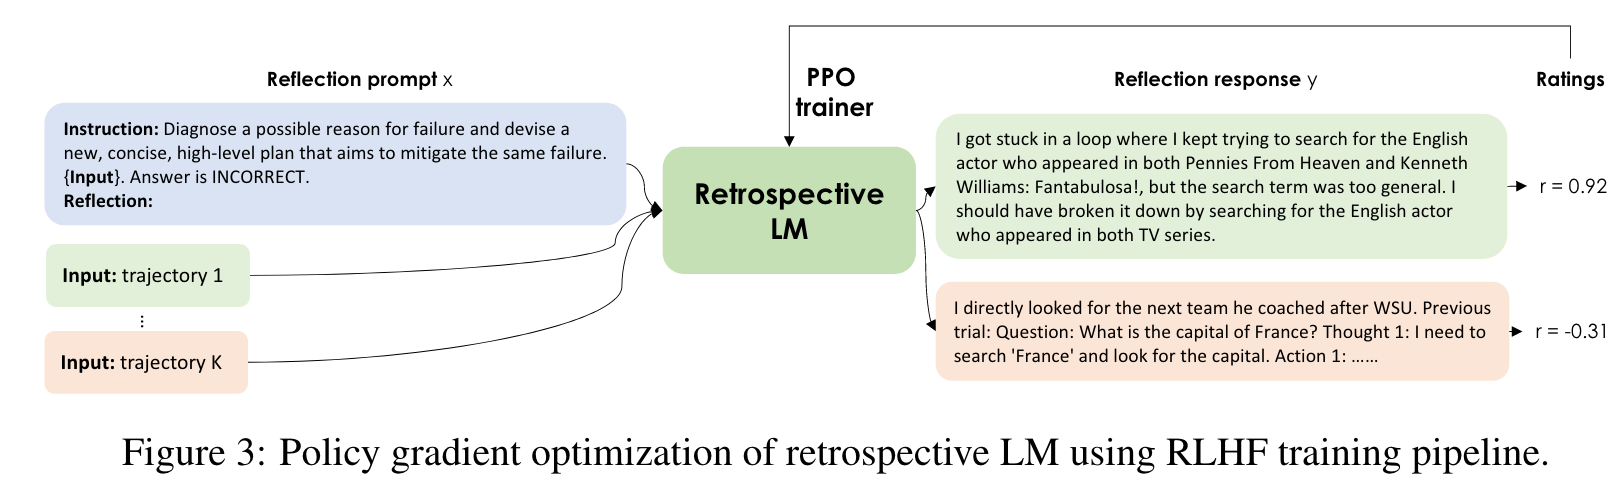 Reflection prompt x
Instruction: Diagnose a possible reason for failure and devise a
new, concise, high-level plan that aims to mitigate the same failure.
{Input}. Answer is INCORRECT.
Reflection:
Input: trajectory 1
⋮
Input: trajectory K
PPO
trainer
Retrospective
LM
Reflection response y
I got stuck in a loop where I kept trying to search for the English
actor who appeared in both Pennies From Heaven and Kenneth
Williams: Fantabulosa!, but the search term was too general. I
should have broken it down by searching for the English actor
who appeared in both TV series.
I directly looked for the next team he coached after WSU. Previous
trial: Question: What is the capital of France? Thought 1: I need to
search 'France' and look for the capital. Action 1: ......
Ratings
r = 0.92
r = -0.31
Figure 3: Policy gradient optimization of retrospective LM using RLHF training pipeline.